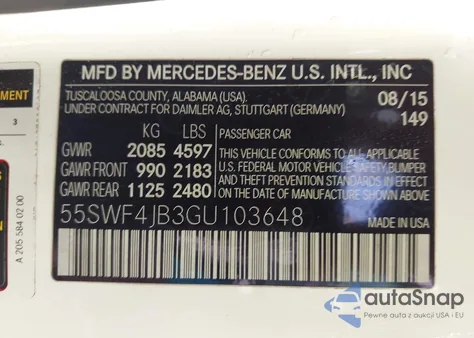 MFD BY MERCEDES-BENZ U.S. INTL., INC
TUSCALOOSA COUNTY, ALABAMA (USA). 08/15
UNDER CONTRACT FOR DAIMLER AG, STUTTGART (GERMANY) 149
KG LBS PASSENGER CAR
GVWR 2085 4597
GAWR FRONT 990 2183
GAWR REAR 1125 2480
THIS VEHICLE CONFORMS TO ALL APPLICABLE
FEDERAL MOTOR VEHICLE SAFETY, BUMPER
AND THEFT PREVENTION STANDARDS IN EFFECT
ON THE DATE OF MANUFACTURE SHOWN ABOVE
55SWF4JB3GU103648
MADE IN USA
MENT
3
A 205 584 02 00
autoSnap
Pewne auta z aukcji USA i EU